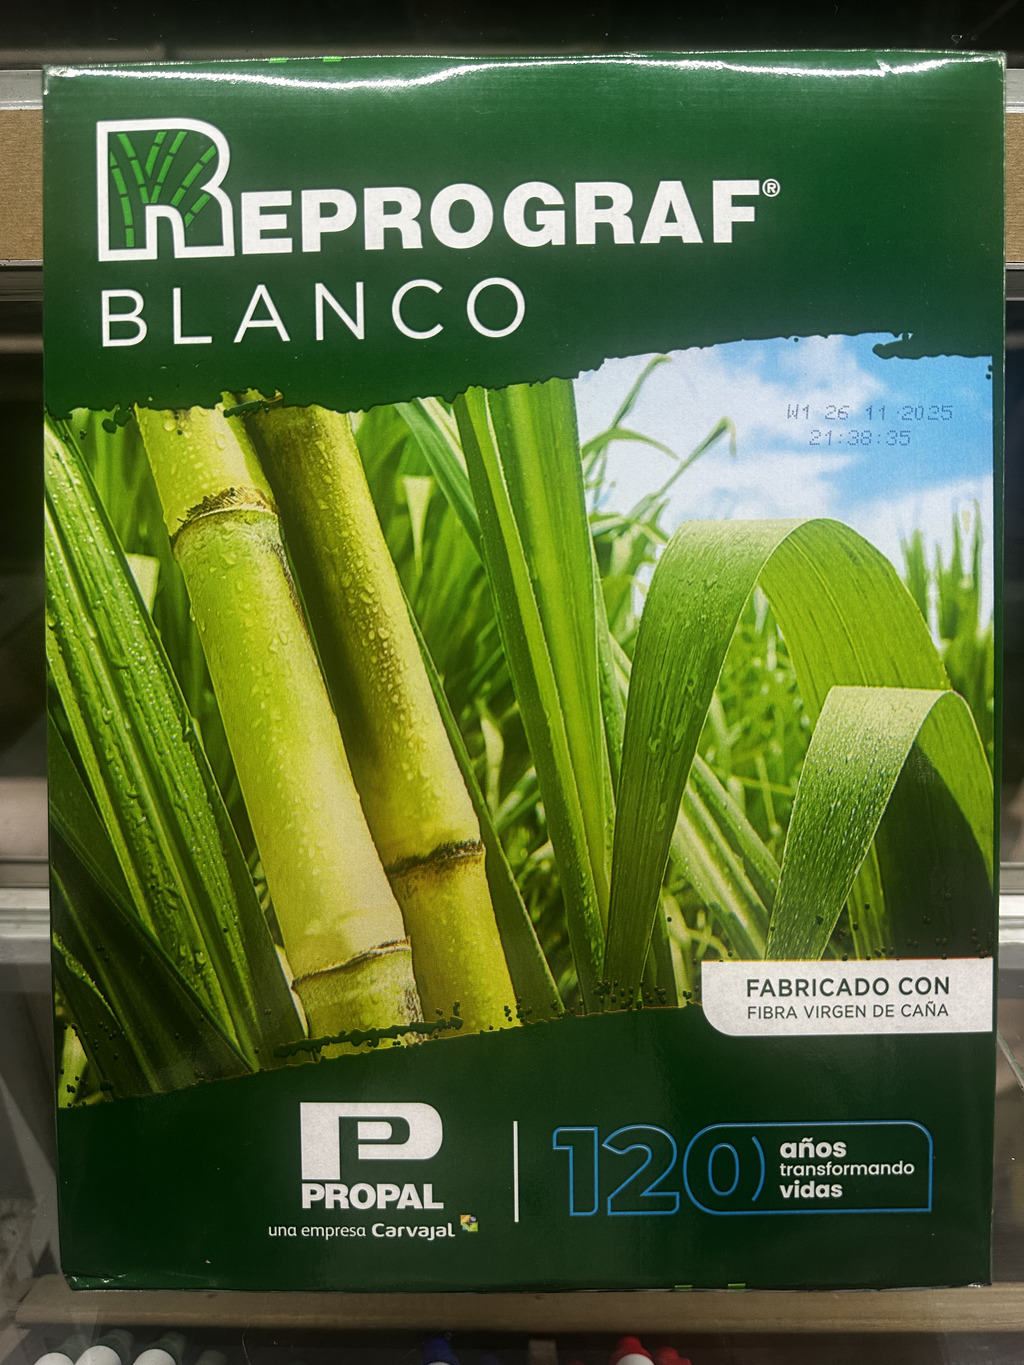 REPROGRAF®
BLANCO
W1 26 11 2025
21:38:35
FABRICADO CON
FIBRA VIRGEN DE CAÑA
P
PROPAL
una empresa Carvajal
120 años
transformando
vidas